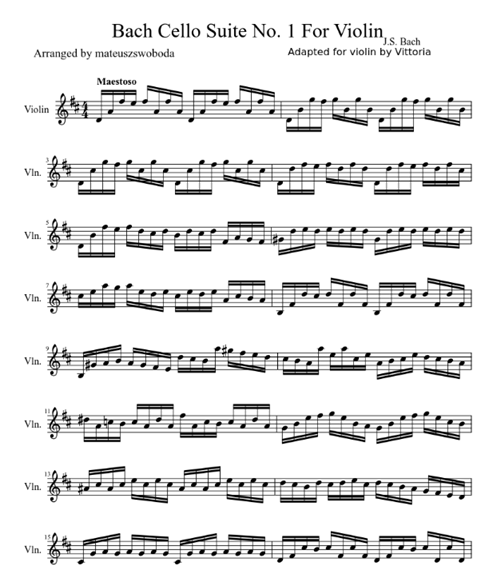 Bach Cello Suite No. 1 For Violin
J.S. Bach
Arranged by mateuszswoboda
Adapted for violin by Vittoria
Maestoso
Violin
3
Vln.
5
Vln.
7
Vln.
9
Vln.
11
Vln.
13
Vln.
15
Vln.